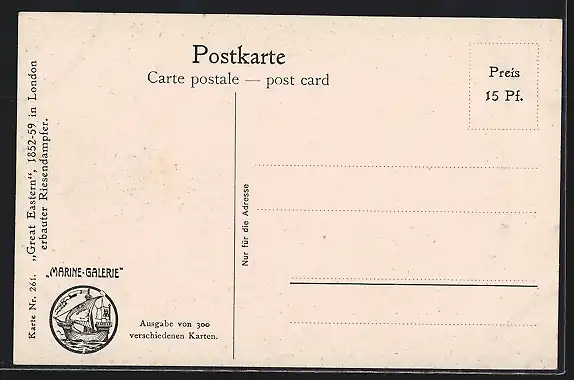 Postkarte
Carte postale — post card
Preis
15 Pf.
Karte Nr. 261. „Great Eastern“, 1852-59 in London
erbauter Riesendampfer.
Nur für die Adresse
„MARINE-GALERIE“
Ausgabe von 300
verschiedenen Karten.